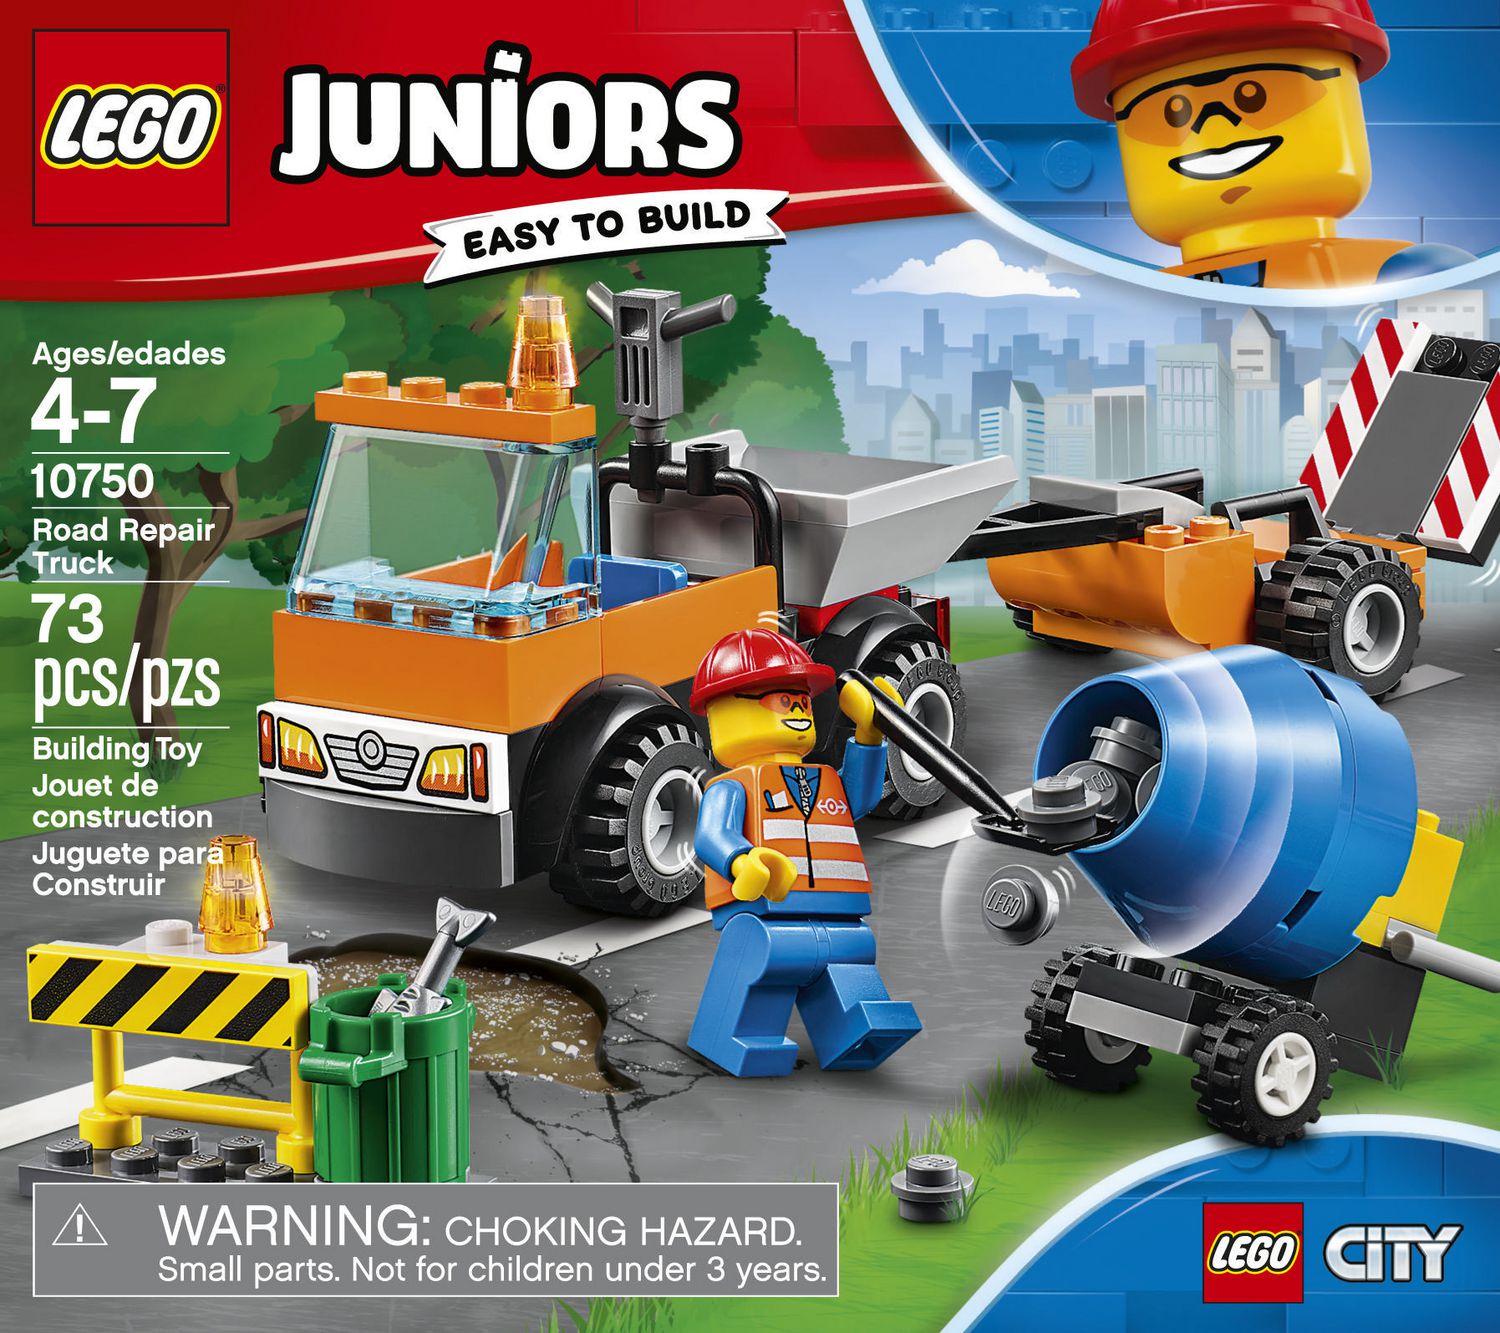 LEGO®
JUNIORS
EASY TO BUILD
Ages/edades
4-7
10750
Road Repair
Truck
73
pcs/pzs
Building Toy
Jouet de
construction
Juguete para
Construir
LEGO
WARNING: CHOKING HAZARD.
Small parts. Not for children under 3 years.
LEGO
CITY